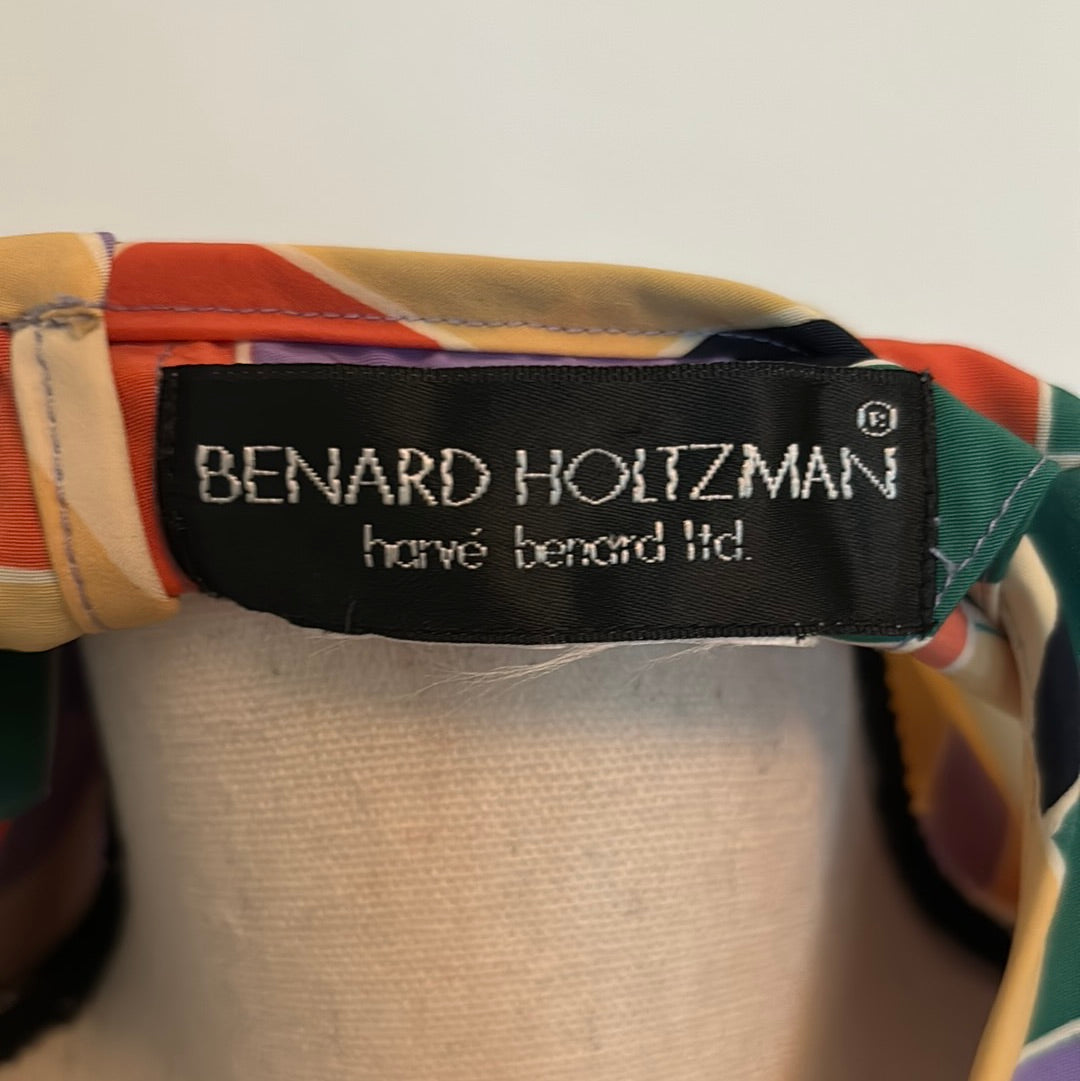 ®
BENARD HOLTZMAN
harvé benard ltd.